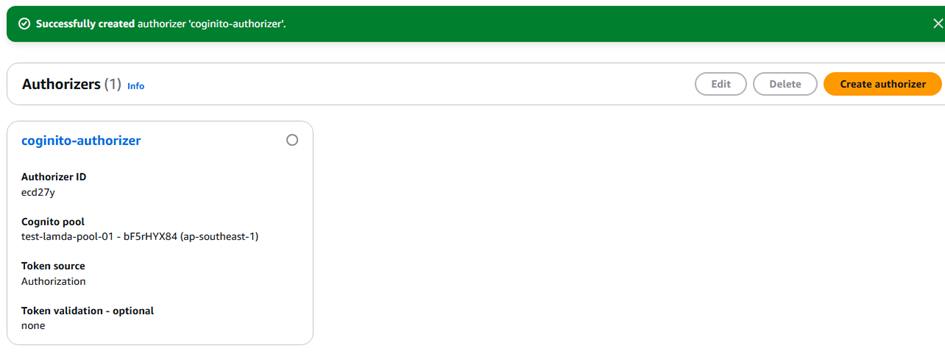 Successfully created authorizer 'coginito-authorizer'.
Authorizers (1) Info
Edit
Delete
Create authorizer
coginito-authorizer
Authorizer ID
ecd27y
Cognito pool
test-lamda-pool-01 - bF5rHYX84 (ap-southeast-1)
Token source
Authorization
Token validation - optional
none